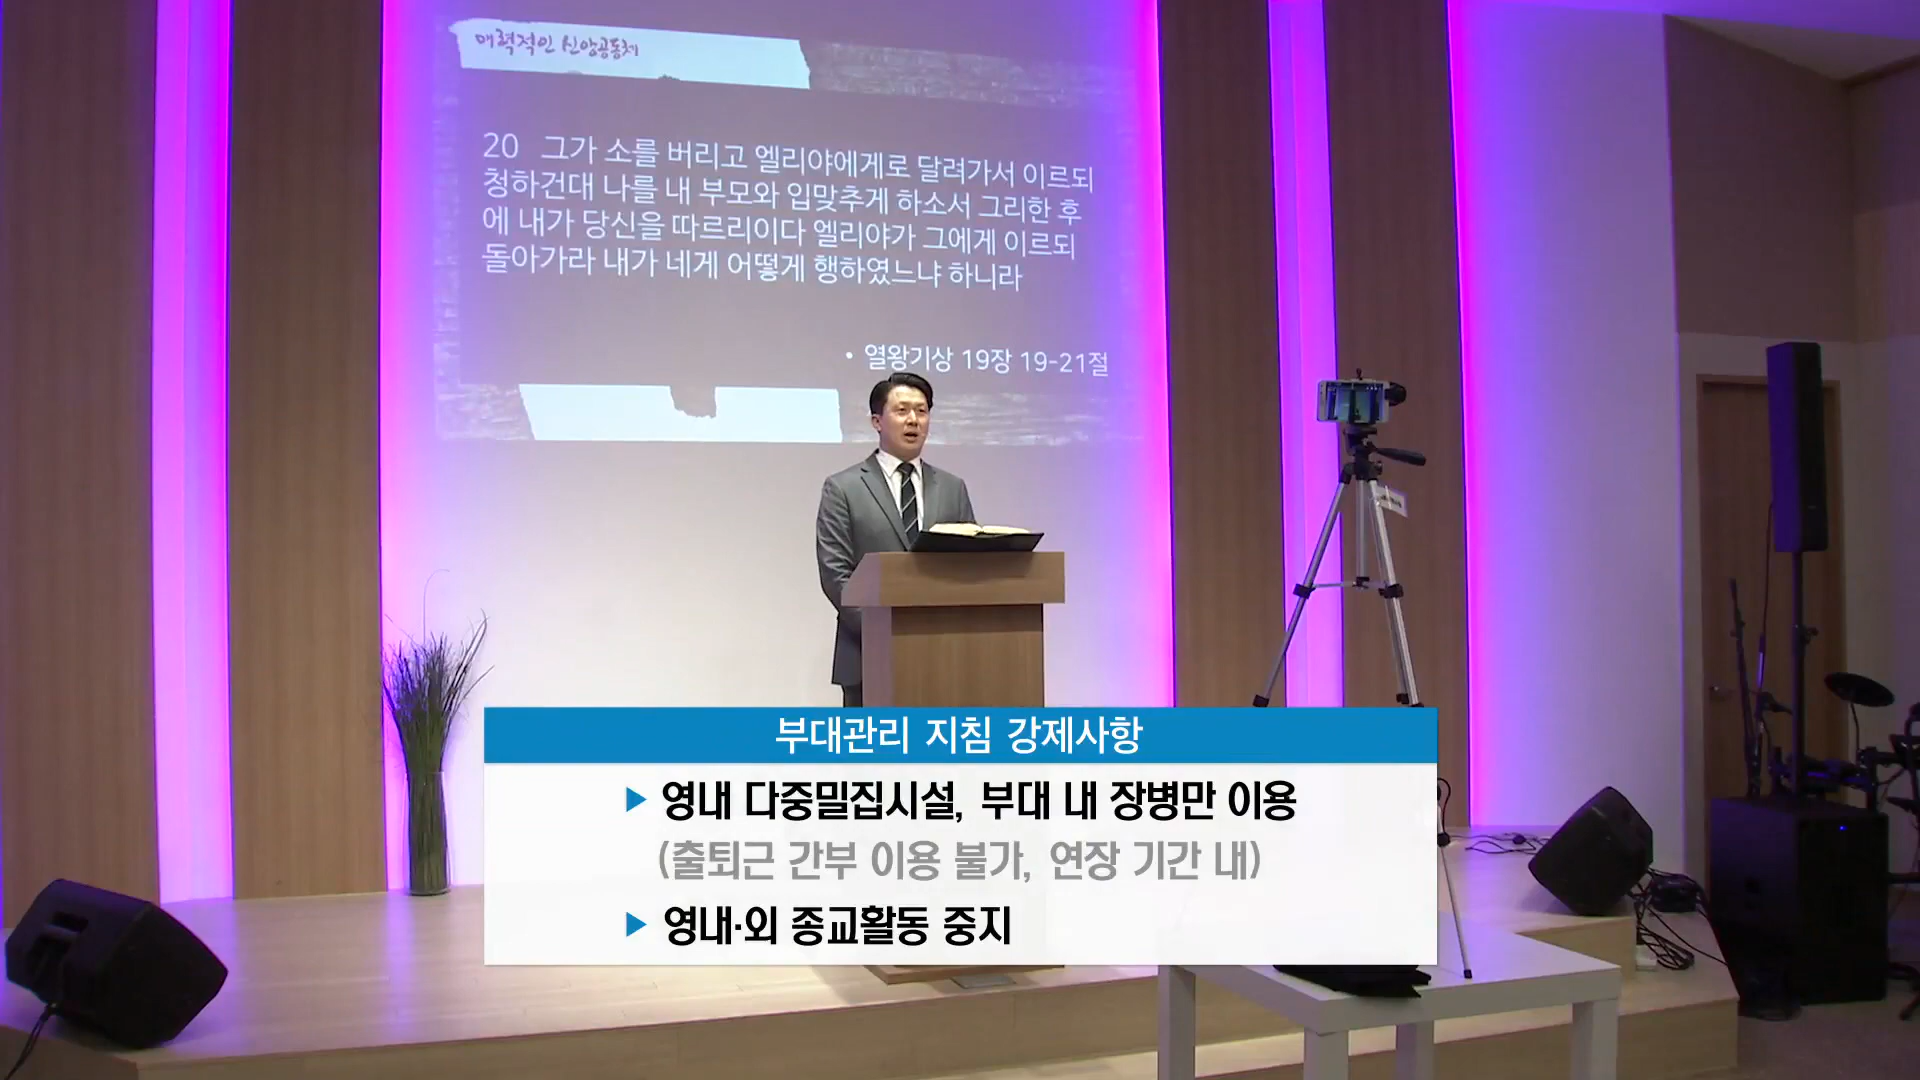 매력적인 신앙공동체
20 그가 소를 버리고 엘리야에게로 달려가서 이르되
청하건대 나를 내 부모와 입맞추게 하소서 그리한 후
에 내가 당신을 따르리이다 엘리야가 그에게 이르되
돌아가라 내가 네게 어떻게 행하였느냐 하니라
• 열왕기상 19장 19-21절
부대관리 지침 강제사항
▶ 영내 다중밀집시설, 부대 내 장병만 이용
(출퇴근 간부 이용 불가, 연장 기간 내)
▶ 영내·외 종교활동 중지